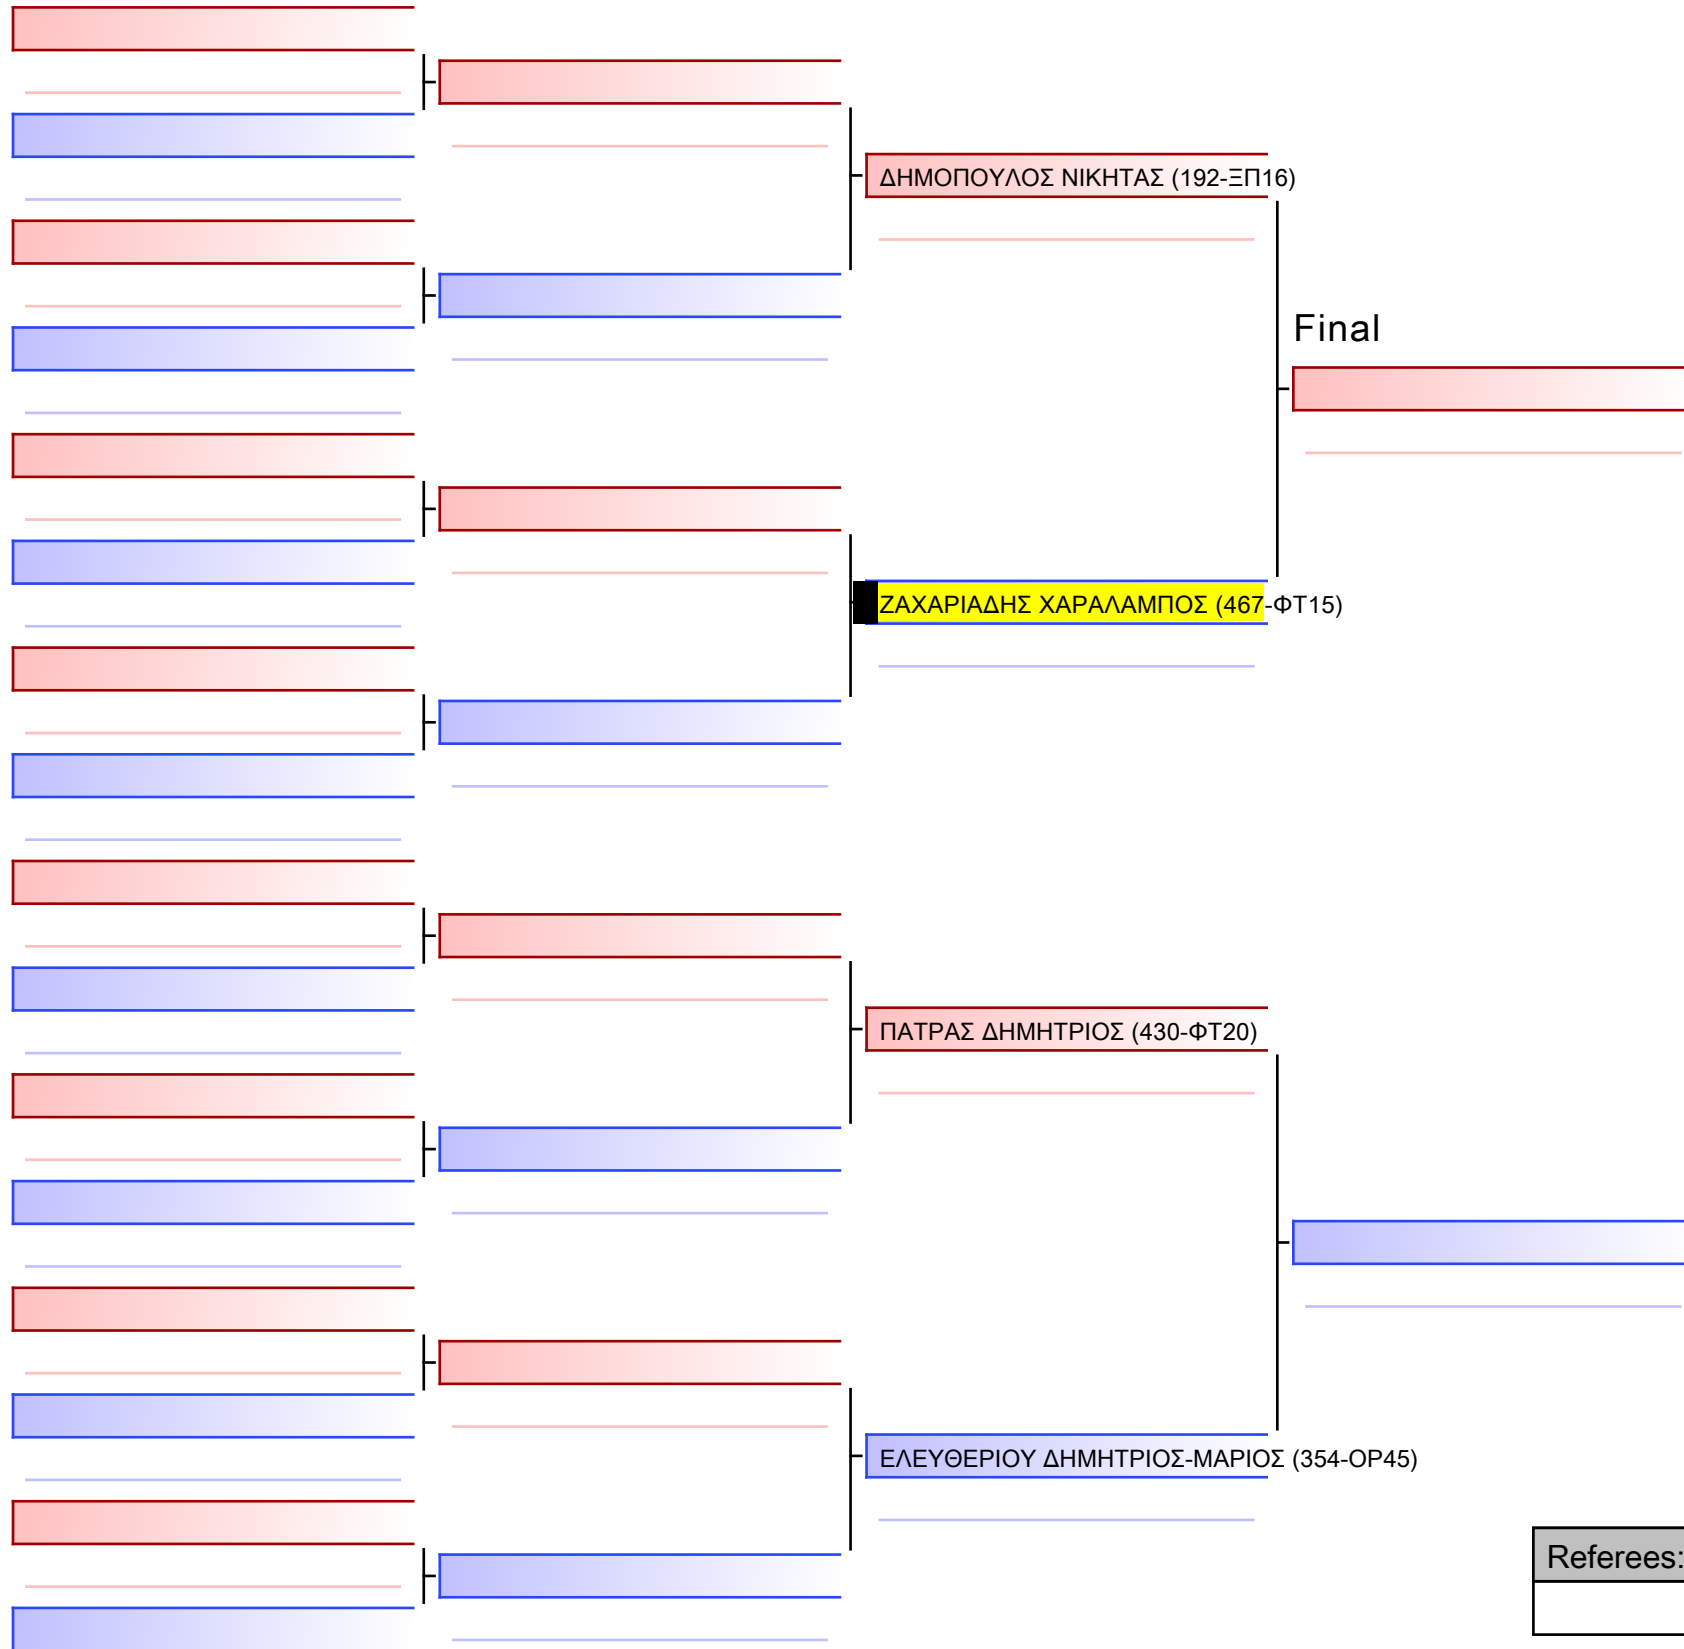 ΔΗΜΟΠΟΥΛΟΣ ΝΙΚΗΤΑΣ (192-ΞΠ16)
Final
ΖΑΧΑΡΙΑΔΗΣ ΧΑΡΑΛΑΜΠΟΣ (467-ΦΤ15)
ΠΑΤΡΑΣ ΔΗΜΗΤΡΙΟΣ (430-ΦΤ20)
ΕΛΕΥΘΕΡΙΟΥ ΔΗΜΗΤΡΙΟΣ-ΜΑΡΙΟΣ (354-ΟΡ45)
Referees: